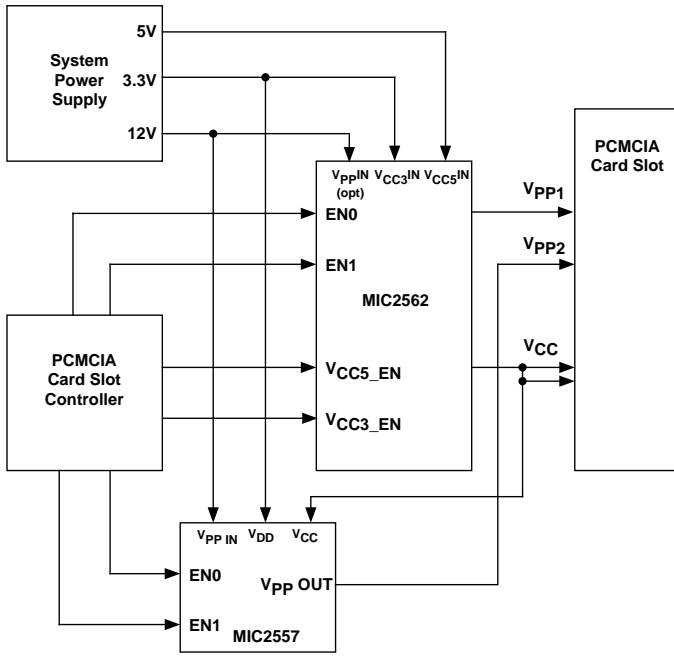 System
Power
Supply
5V
3.3V
12V
PCMCIA
Card Slot
VPPIN
(opt)
VCC3IN
VCC5IN
EN0
EN1
MIC2562
VCC5_EN
VCC3_EN
VPP1
VPP2
VCC
PCMCIA
Card Slot
Controller
VPP IN
VDD
VCC
EN0
EN1
VPP OUT
MIC2557